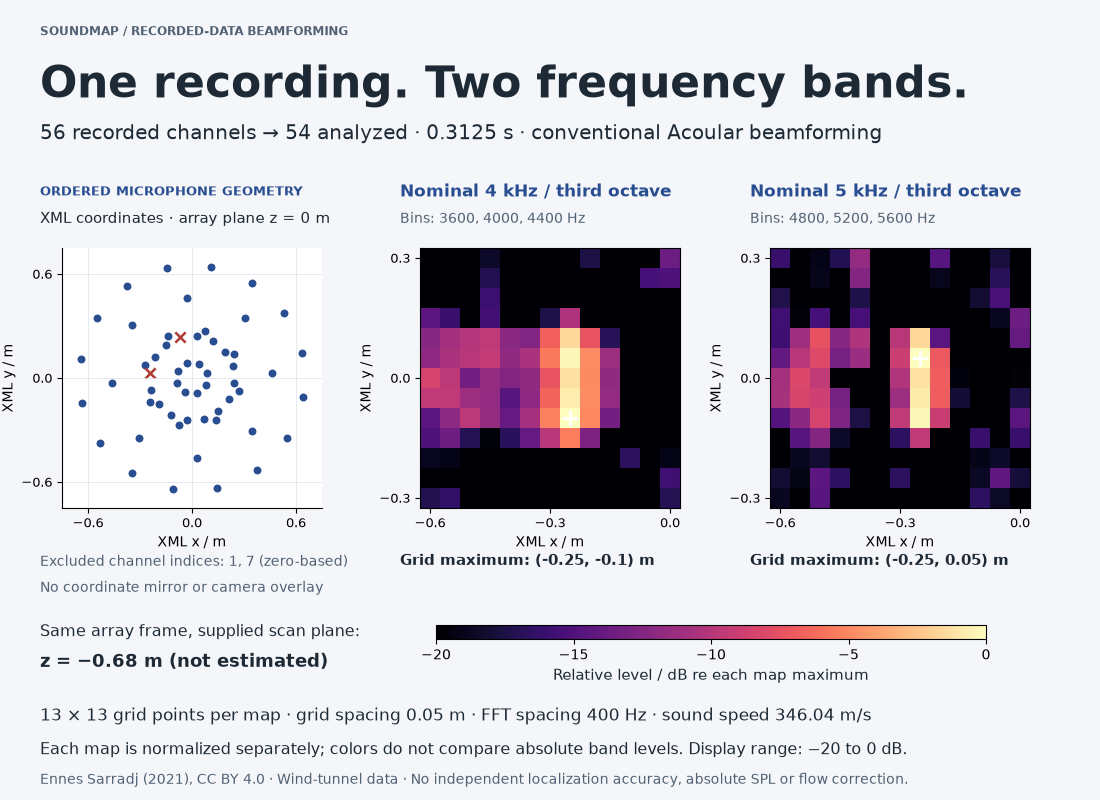 SOUNDMAP / RECORDED-DATA BEAMFORMING
One recording. Two frequency bands.
56 recorded channels → 54 analyzed · 0.3125 s · conventional Acoular beamforming
ORDERED MICROPHONE GEOMETRY
XML coordinates · array plane z = 0 m
0.6
0.0
−0.6
XML y / m
−0.6
0.0
0.6
XML x / m
Excluded channel indices: 1, 7 (zero-based)
No coordinate mirror or camera overlay
Nominal 4 kHz / third octave
Bins: 3600, 4000, 4400 Hz
0.3
0.0
−0.3
XML y / m
−0.6
−0.3
0.0
XML x / m
Grid maximum: (-0.25, -0.1) m
Nominal 5 kHz / third octave
Bins: 4800, 5200, 5600 Hz
0.3
0.0
−0.3
XML y / m
−0.6
−0.3
0.0
XML x / m
Grid maximum: (-0.25, 0.05) m
Same array frame, supplied scan plane:
z = −0.68 m (not estimated)
−20
−15
−10
−5
0
Relative level / dB re each map maximum
13 × 13 grid points per map · grid spacing 0.05 m · FFT spacing 400 Hz · sound speed 346.04 m/s
Each map is normalized separately; colors do not compare absolute band levels. Display range: −20 to 0 dB.
Ennes Sarradj (2021), CC BY 4.0 · Wind-tunnel data · No independent localization accuracy, absolute SPL or flow correction.